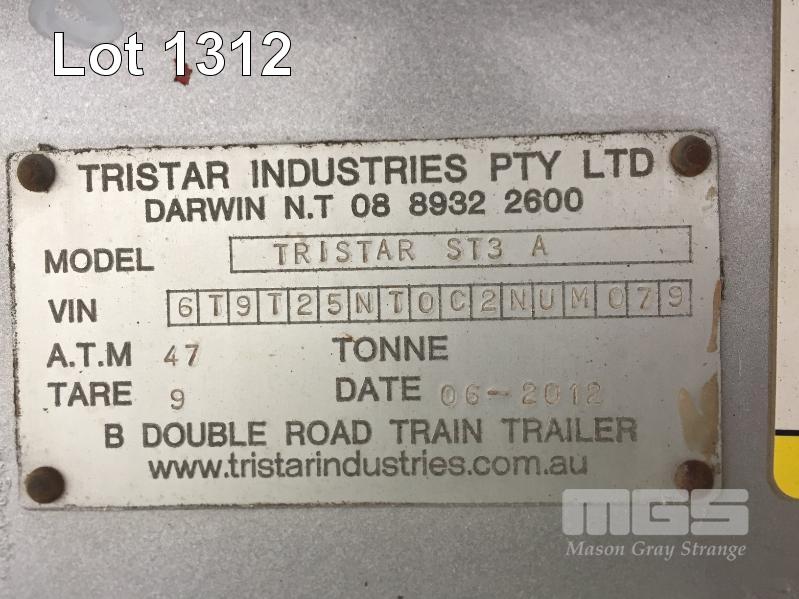 Lot 1312
TRISTAR INDUSTRIES PTY LTD
DARWIN N.T 08 8932 2600
MODEL TRISTAR ST3 A
VIN 6T9T25NT0C2NUM079
A.T.M 47 TONNE
TARE 9 DATE 06-2012
B DOUBLE ROAD TRAIN TRAILER
www.tristarindustries.com.au
MGS
Mason Gray Strange